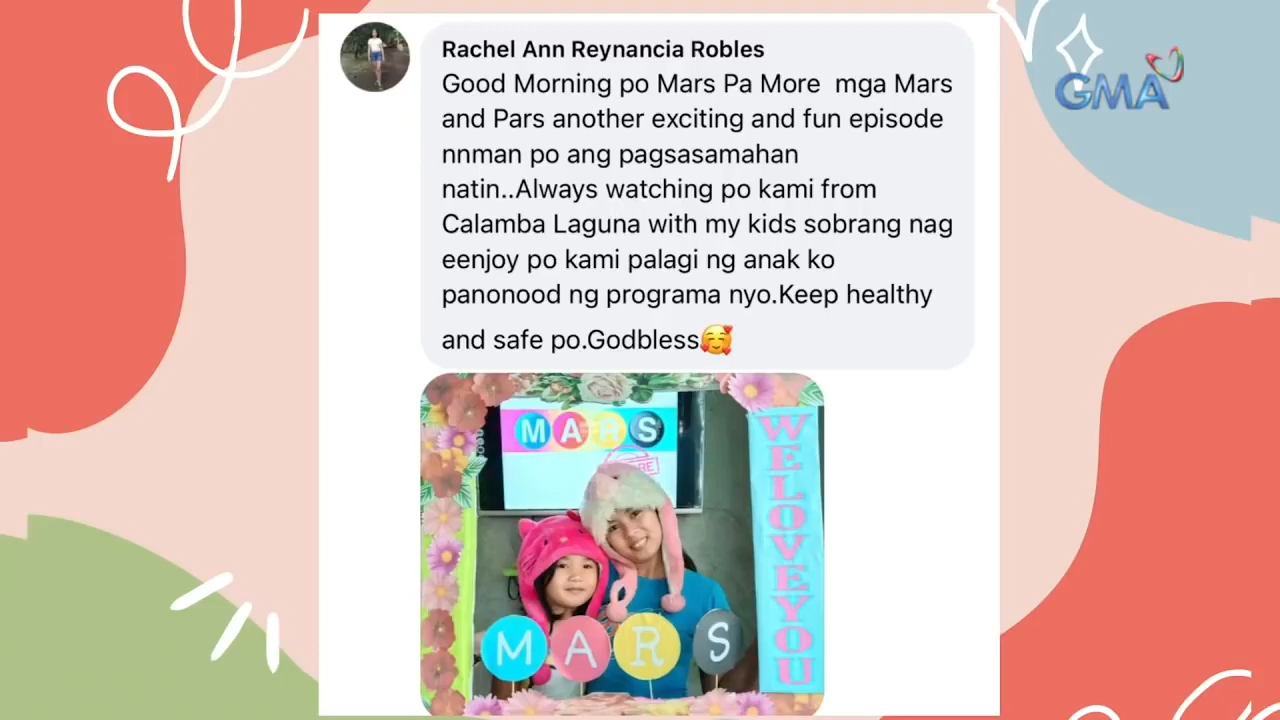 Rachel Ann Reynancia Robles
Good Morning po Mars Pa More  mga Mars
and Pars another exciting and fun episode
nnman po ang pagsasamahan
natin..Always watching po kami from
Calamba Laguna with my kids sobrang nag
eenjoy po kami palagi ng anak ko
panonood ng programa nyo.Keep healthy
and safe po.Godbless🥰
GMA
MARS
WELOVEYOU
MARS